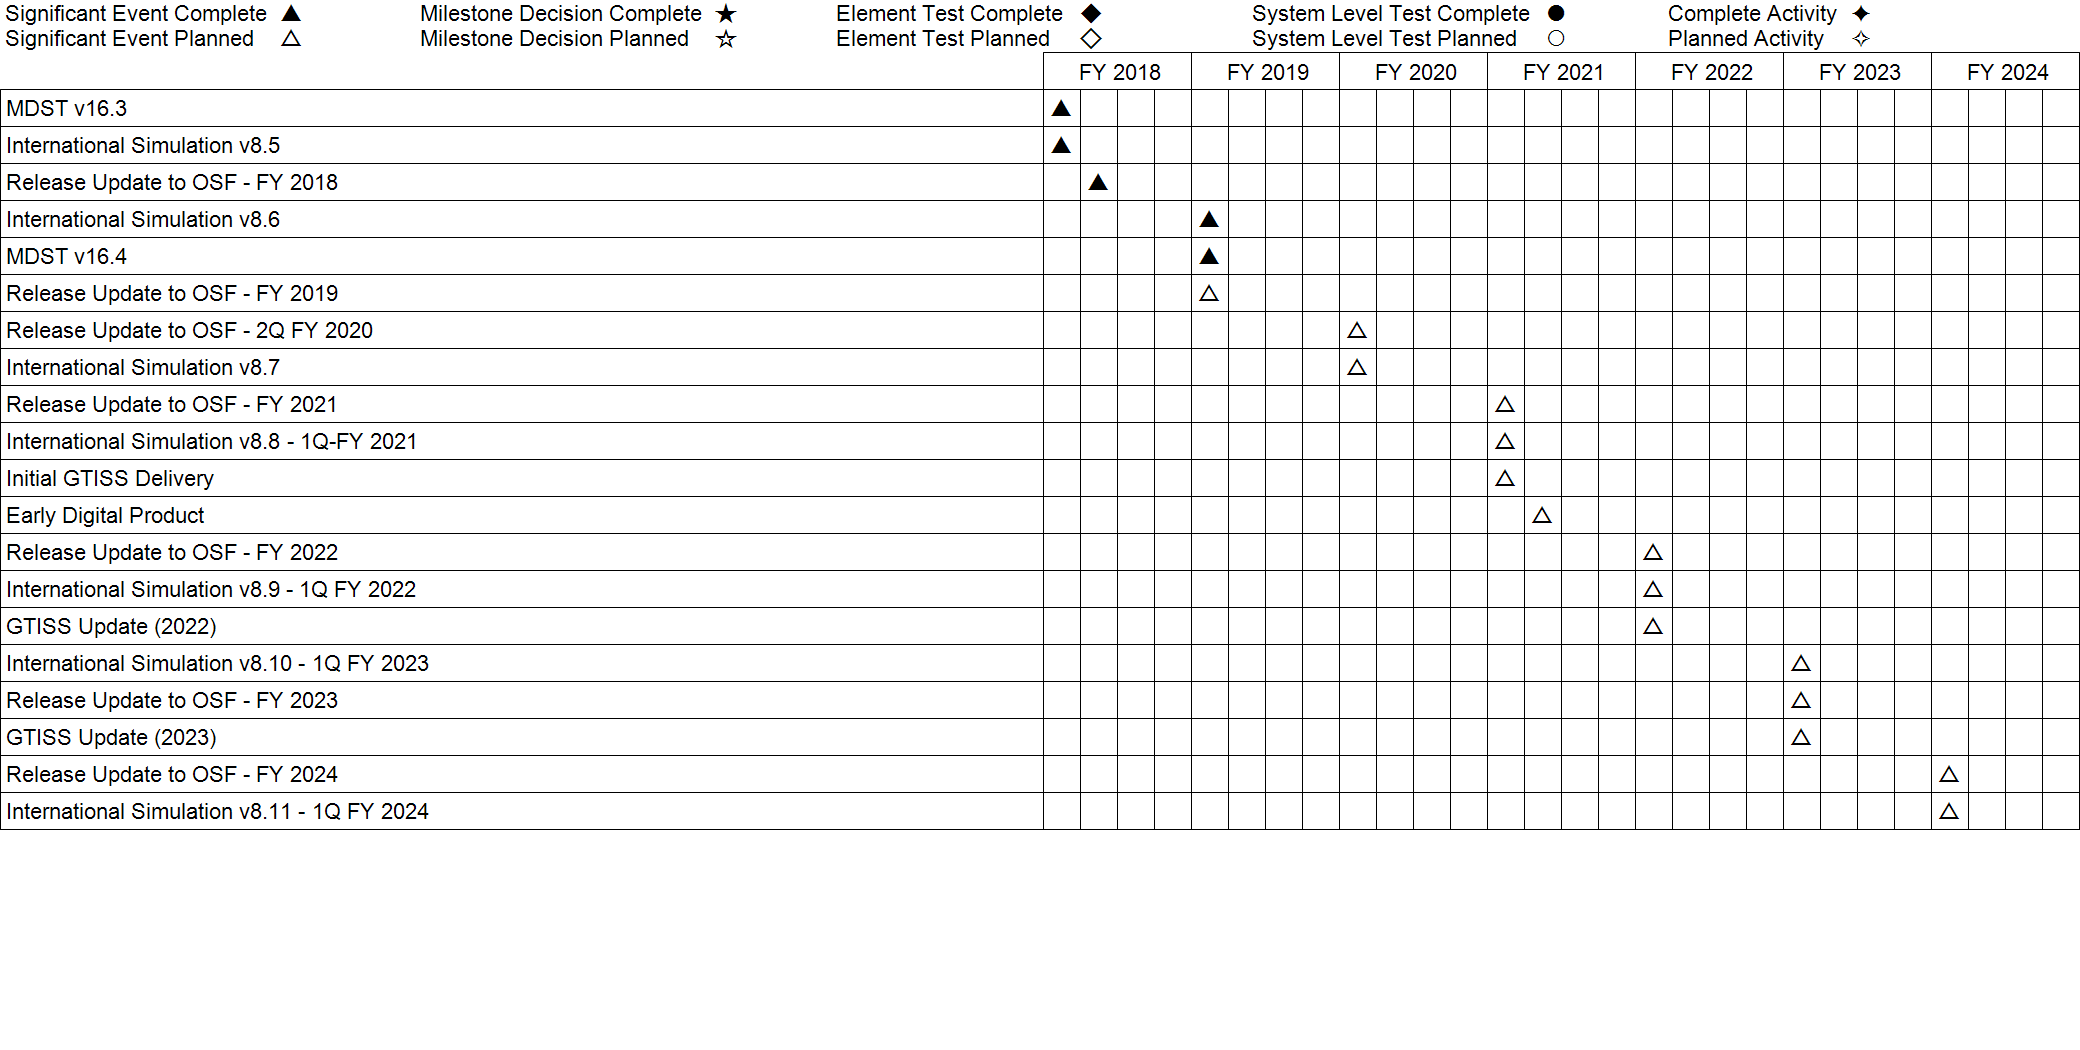 Significant Event Complete ▲ Milestone Decision Complete ★ Element Test Complete ◆ System Level Test Complete ● Complete Activity ✦
Significant Event Planned △ Milestone Decision Planned ☆ Element Test Planned ◇ System Level Test Planned ○ Planned Activity ✧
FY 2018 FY 2019 FY 2020 FY 2021 FY 2022 FY 2023 FY 2024
MDST v16.3
International Simulation v8.5
Release Update to OSF - FY 2018
International Simulation v8.6
MDST v16.4
Release Update to OSF - FY 2019
Release Update to OSF - 2Q FY 2020
International Simulation v8.7
Release Update to OSF - FY 2021
International Simulation v8.8 - 1Q-FY 2021
Initial GTISS Delivery
Early Digital Product
Release Update to OSF - FY 2022
International Simulation v8.9 - 1Q FY 2022
GTISS Update (2022)
International Simulation v8.10 - 1Q FY 2023
Release Update to OSF - FY 2023
GTISS Update (2023)
Release Update to OSF - FY 2024
International Simulation v8.11 - 1Q FY 2024